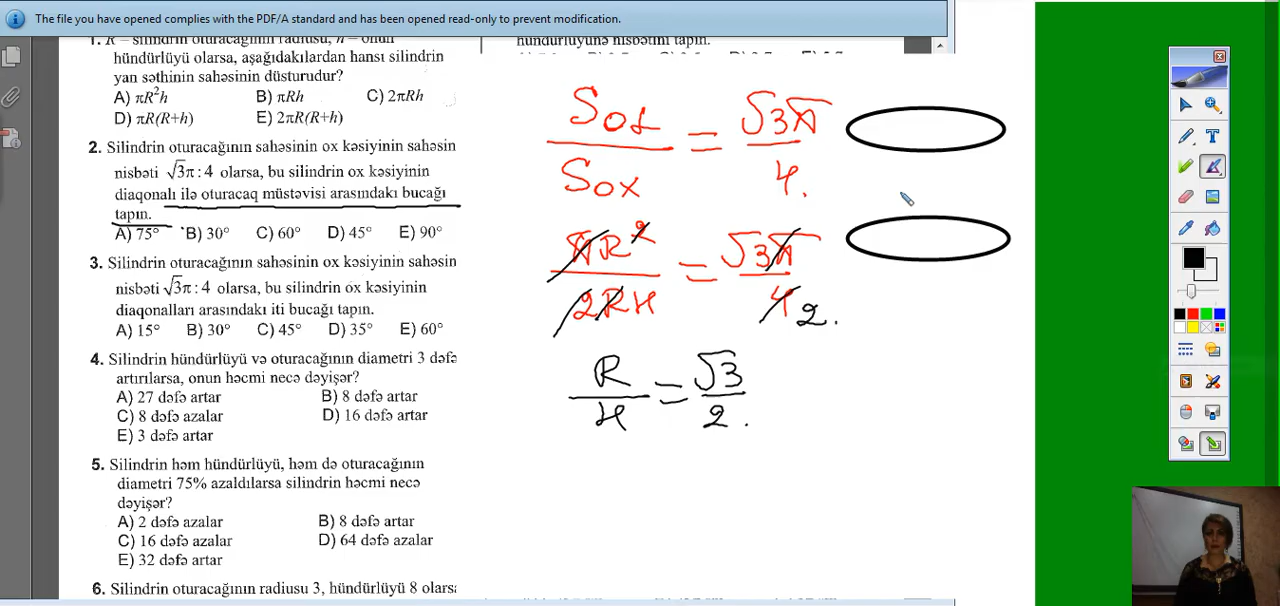 The file you have opened complies with the PDF/A standard and has been opened read-only to prevent modification.
1. R – silindrin oturacağının radiusu, h – onun
hündürlüyü olarsa, aşağıdakılardan hansı silindrin
yan səthinin sahəsinin düsturudur?
A) πR²h B) πRh C) 2πRh
D) πR(R+h) E) 2πR(R+h)
2. Silindrin oturacağının sahəsinin ox kəsiyinin sahəsin
nisbəti √3π : 4 olarsa, bu silindrin ox kəsiyinin
diaqonalı ilə oturacaq müstəvisi arasındakı bucağı
tapın.
A) 75° B) 30° C) 60° D) 45° E) 90°
3. Silindrin oturacağının sahəsinin ox kəsiyinin sahəsin
nisbəti √3π : 4 olarsa, bu silindrin ox kəsiyinin
diaqonalları arasındakı iti bucağı tapın.
A) 15° B) 30° C) 45° D) 35° E) 60°
4. Silindrin hündürlüyü və oturacağının diametri 3 dəfə
artırılarsa, onun həcmi necə dəyişər?
A) 27 dəfə artar B) 8 dəfə artar
C) 8 dəfə azalar D) 16 dəfə artar
E) 3 dəfə artar
5. Silindrin həm hündürlüyü, həm də oturacağının
diametri 75% azaldılarsa silindrin həcmi necə
dəyişər?
A) 2 dəfə azalar B) 8 dəfə artar
C) 16 dəfə azalar D) 64 dəfə azalar
E) 32 dəfə artar
6. Silindrin oturacağının radiusu 3, hündürlüyü 8 olars
hündürlüyünə nisbətini tapın.
Sot / Sox = √3π / 4.
πR² / 2RH = √3π / 4 2.
R / H = √3 / 2.